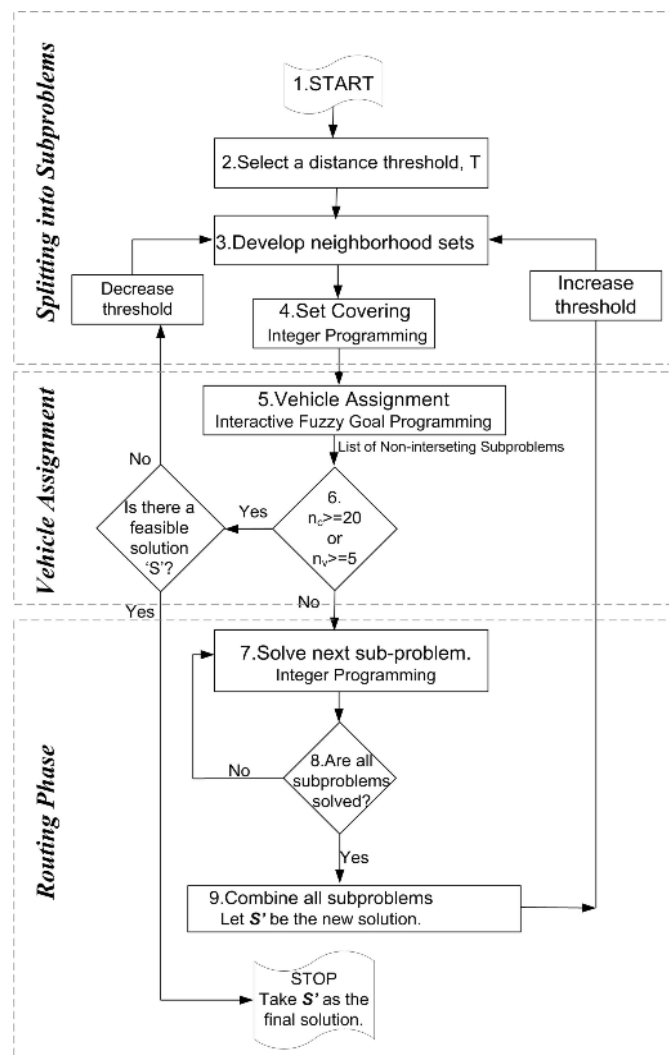 Splitting into Subproblems
1.START
2.Select a distance threshold, T
3.Develop neighborhood sets
Decrease
threshold
Increase
threshold
4.Set Covering
Integer Programming
Vehicle Assignment
5.Vehicle Assignment
Interactive Fuzzy Goal Programming
List of Non-interseting Subproblems
No
Is there a
feasible
solution
‘S’?
Yes
6.
nc>=20
or
nv>=5
Yes
No
Routing Phase
7.Solve next sub-problem.
Integer Programming
No
8.Are all
subproblems
solved?
Yes
9.Combine all subproblems
Let S’ be the new solution.
STOP
Take S’ as the
final solution.